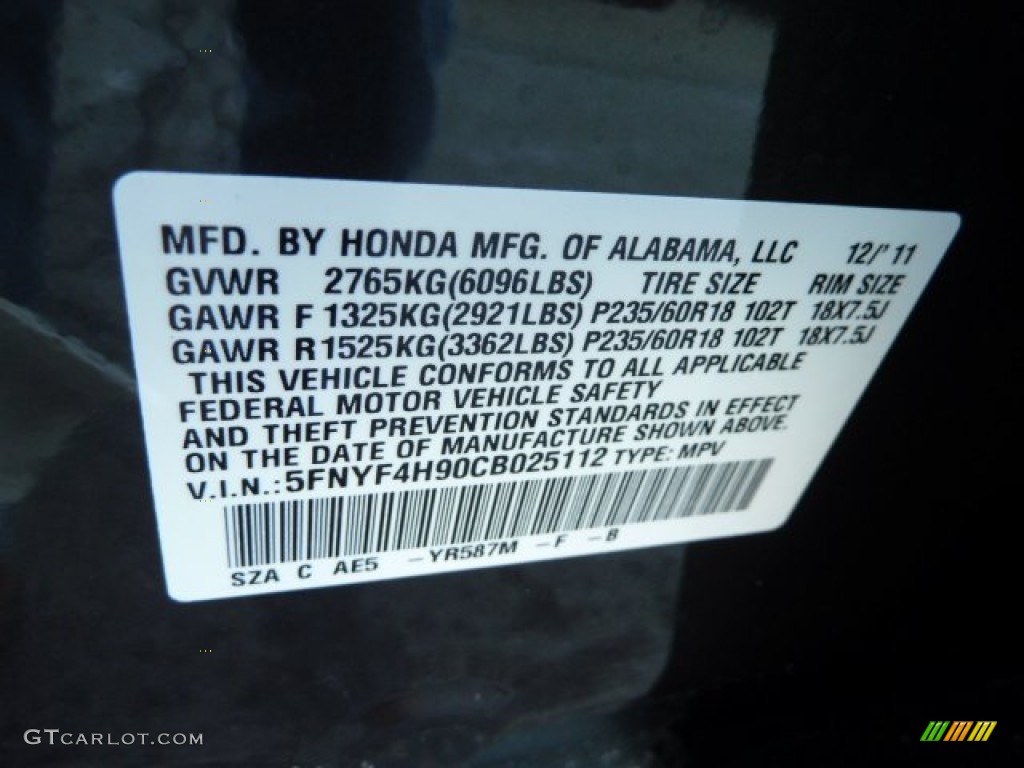 MFD. BY HONDA MFG. OF ALABAMA, LLC 12/'11
GVWR 2765KG(6096LBS) TIRE SIZE RIM SIZE
GAWR F 1325KG(2921LBS) P235/60R18 102T 18X7.5J
GAWR R 1525KG(3362LBS) P235/60R18 102T 18X7.5J
THIS VEHICLE CONFORMS TO ALL APPLICABLE
FEDERAL MOTOR VEHICLE SAFETY
AND THEFT PREVENTION STANDARDS IN EFFECT
ON THE DATE OF MANUFACTURE SHOWN ABOVE.
V.I.N.:5FNYF4H90CB025112 TYPE: MPV
SZA C AE5 -YR587M -F -B
GTCARLOT.COM